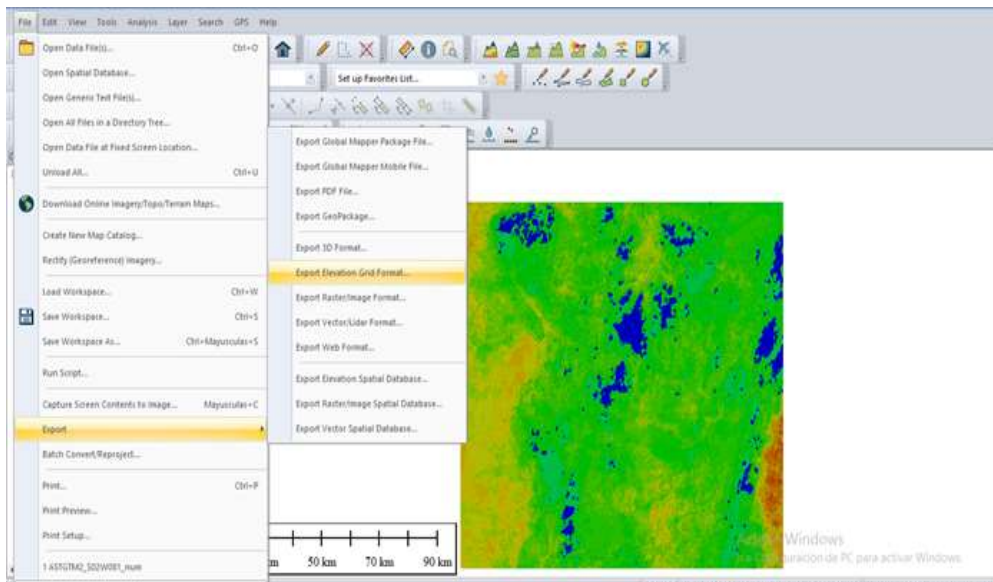 File Edit View Tools Analysis Layer Search GPS Help
Open Data File(s)... Ctrl+O
Open Spatial Database...
Open Generic Text File(s)...
Open All Files in a Directory Tree...
Open Data File at Fixed Screen Location...
Unload All... Ctrl+U
Download Online Imagery/Topo/Terrain Maps...
Create New Map Catalog...
Rectify (Georeference) Imagery...
Load Workspace... Ctrl+W
Save Workspace... Ctrl+S
Save Workspace As... Ctrl+Mayusculas+S
Run Script...
Capture Screen Contents to Image... Mayusculas+C
Export
Batch Convert/Reproject...
Print... Ctrl+P
Print Preview...
Print Setup...
1 ASTGTM2_S02W081_num
Set up Favorites List...
Export Global Mapper Package File...
Export Global Mapper Mobile File...
Export PDF File...
Export GeoPackage...
Export 3D Format...
Export Elevation Grid Format...
Export Raster/Image Format...
Export Vector/Lidar Format...
Export Web Format...
Export Elevation Spatial Database...
Export Raster/Image Spatial Database...
Export Vector Spatial Database...
50 km 70 km 90 km
Windows
de PC para activar Windows.